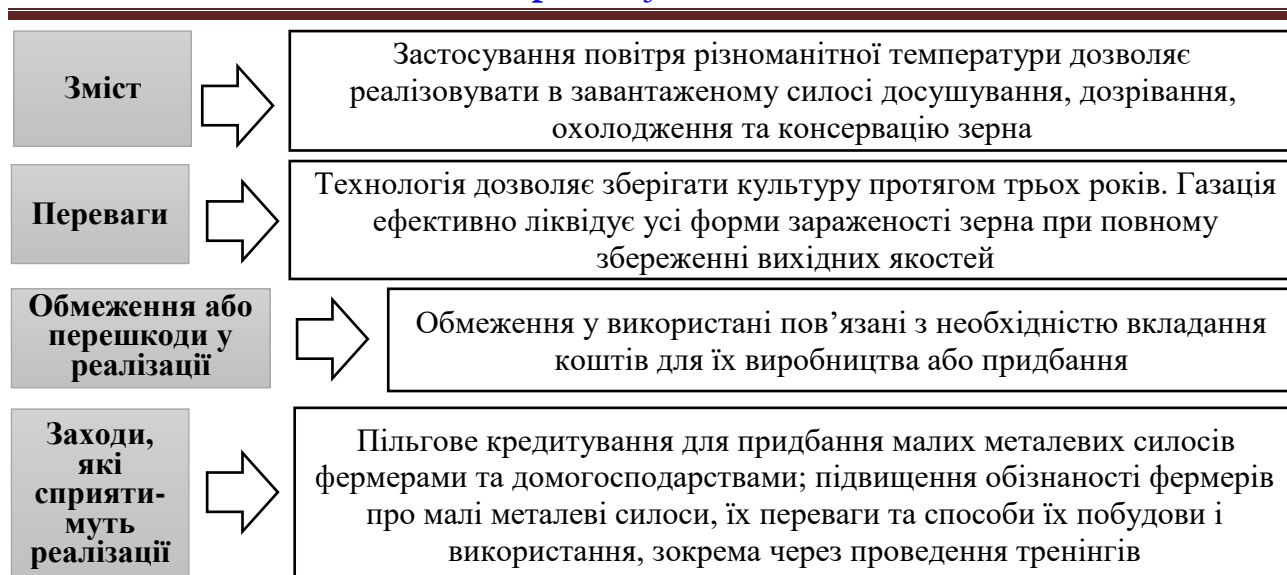 Зміст
Застосування повітря різноманітної температури дозволяє
реалізовувати в завантаженому силосі досушування, дозрівання,
охолодження та консервацію зерна
Переваги
Технологія дозволяє зберігати культуру протягом трьох років. Газація
ефективно ліквідує усі форми зараженості зерна при повному
збереженні вихідних якостей
Обмеження або
перешкоди у
реалізації
Обмеження у використані пов’язані з необхідністю вкладання
коштів для їх виробництва або придбання
Заходи,
які
сприяти-
муть
реалізації
Пільгове кредитування для придбання малих металевих силосів
фермерами та домогосподарствами; підвищення обізнаності фермерів
про малі металеві силоси, їх переваги та способи їх побудови і
використання, зокрема через проведення тренінгів